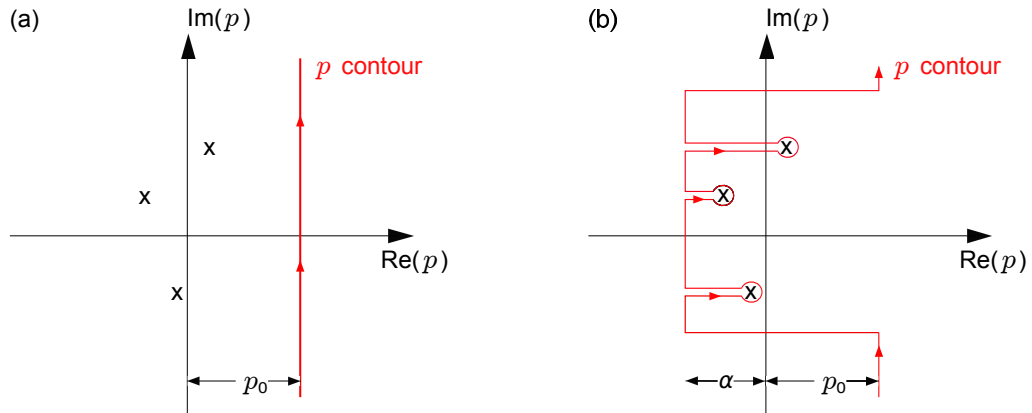 (a)
Im(p)
p contour
x
x
x
Re(p)
p₀
(b)
Im(p)
p contour
x
x
x
Re(p)
α
p₀